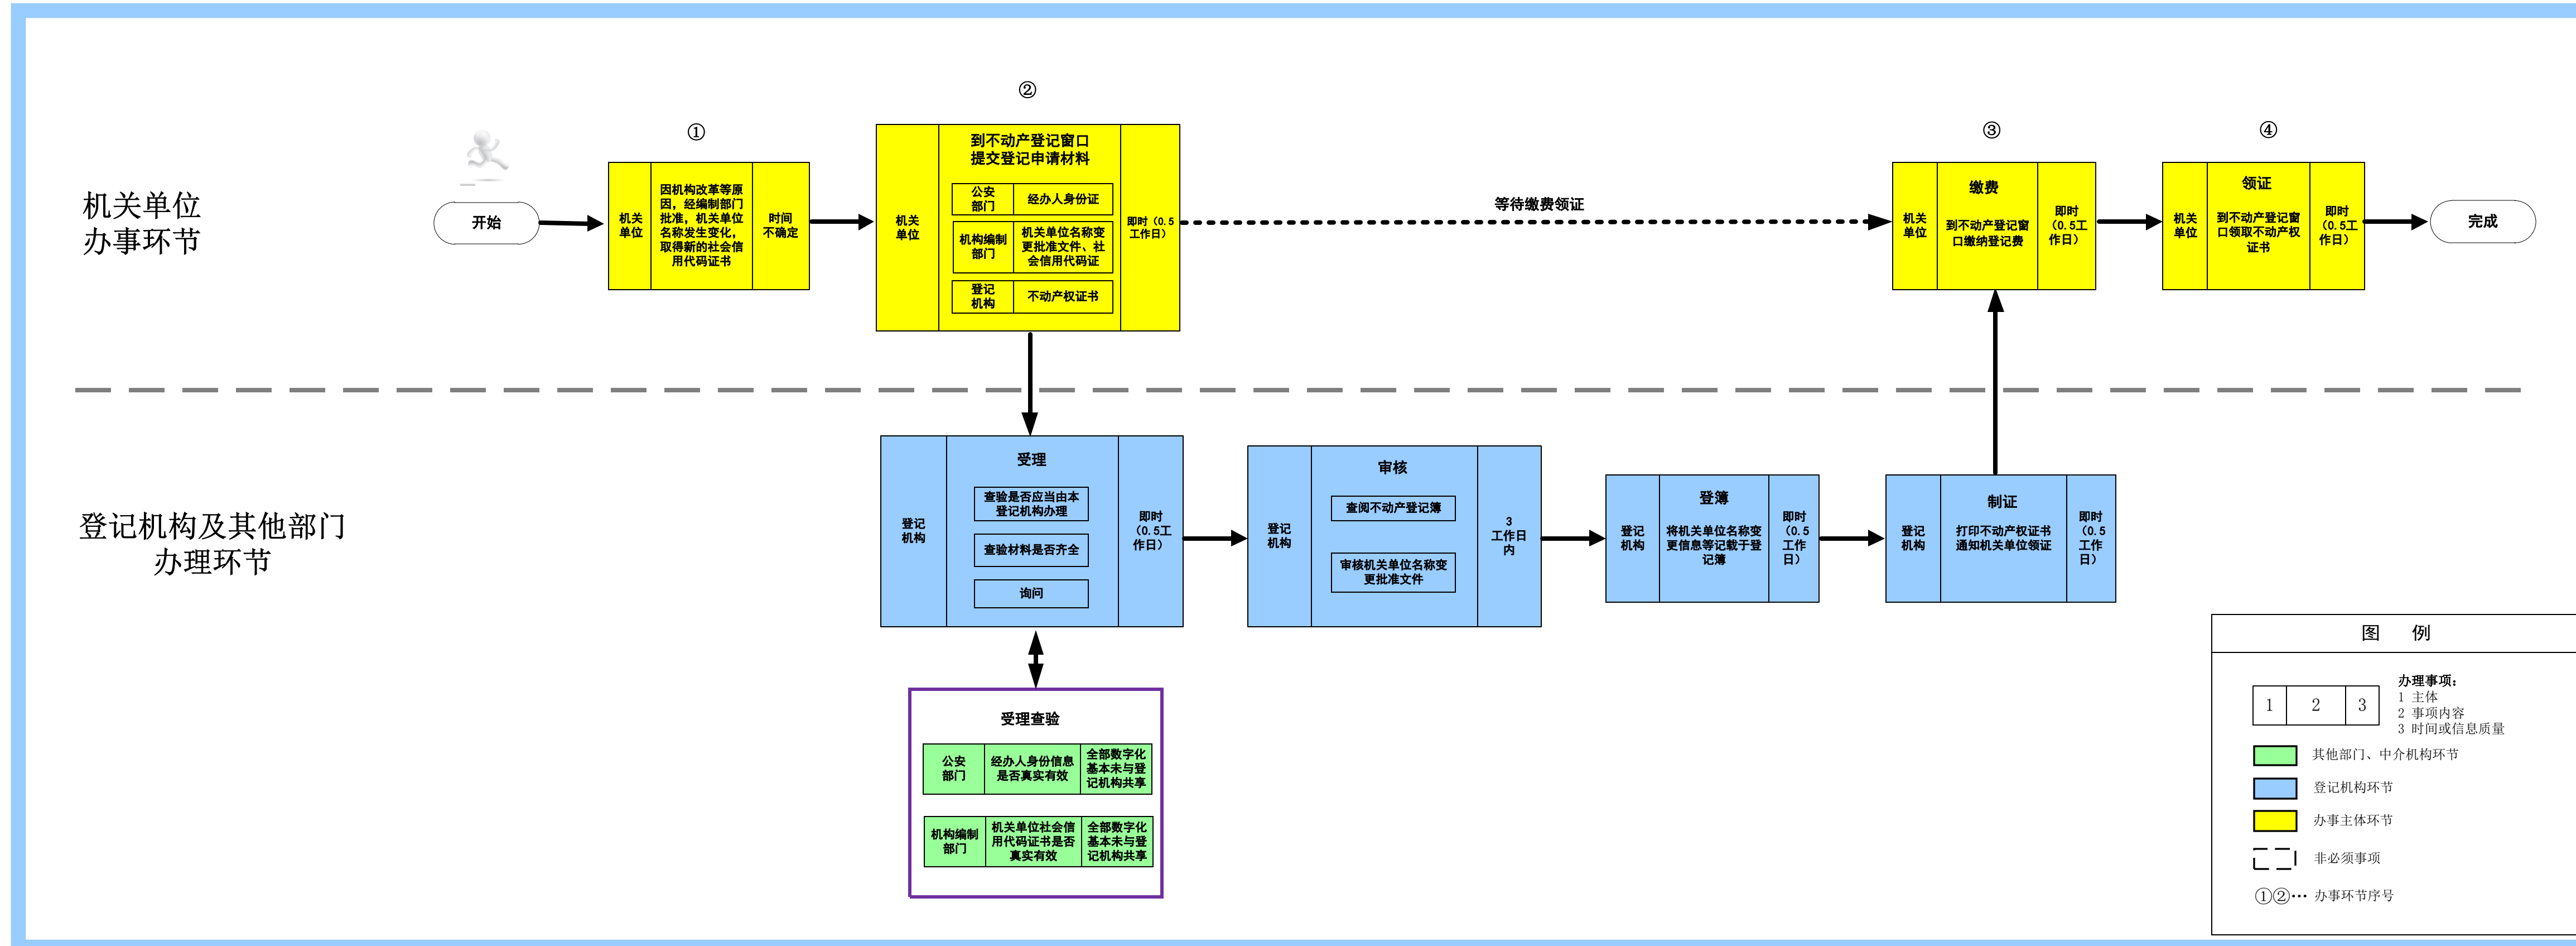 机关单位
办事环节
开始
①
机关
单位
因机构改革等原
因，经编制部门
批准，机关单位
名称发生变化，
取得新的社会信
用代码证书
时间
不确定
②
机关
单位
到不动产登记窗口
提交登记申请材料
公安
部门
经办人身份证
机构编制
部门
机关单位名称变
更批准文件、社
会信用代码证
登记
机构
不动产权证书
即时（0.5
工作日）
等待缴费领证
③
机关
单位
缴费
到不动产登记窗
口缴纳登记费
即时
（0.5工
作日）
④
机关
单位
领证
到不动产登记窗
口领取不动产权
证书
即时
（0.5工
作日）
完成
登记机构及其他部门
办理环节
登记
机构
受理
查验是否应当由本
登记机构办理
查验材料是否齐全
询问
即时
（0.5工
作日）
登记
机构
审核
查阅不动产登记簿
审核机关单位名称变
更批准文件
3
工作日
内
登记
机构
登簿
将机关单位名称变
更信息等记载于登
记簿
即时
（0.5
工作
日）
登记
机构
制证
打印不动产权证书
通知机关单位领证
即时
（0.5
工作
日）
受理查验
公安
部门
经办人身份信息
是否真实有效
全部数字化
基本未与登
记机构共享
机构编制
部门
机关单位社会信
用代码证书是否
真实有效
全部数字化
基本未与登
记机构共享
图 例
1 2 3
办理事项：
1 主体
2 事项内容
3 时间或信息质量
其他部门、中介机构环节
登记机构环节
办事主体环节
非必须事项
①②… 办事环节序号